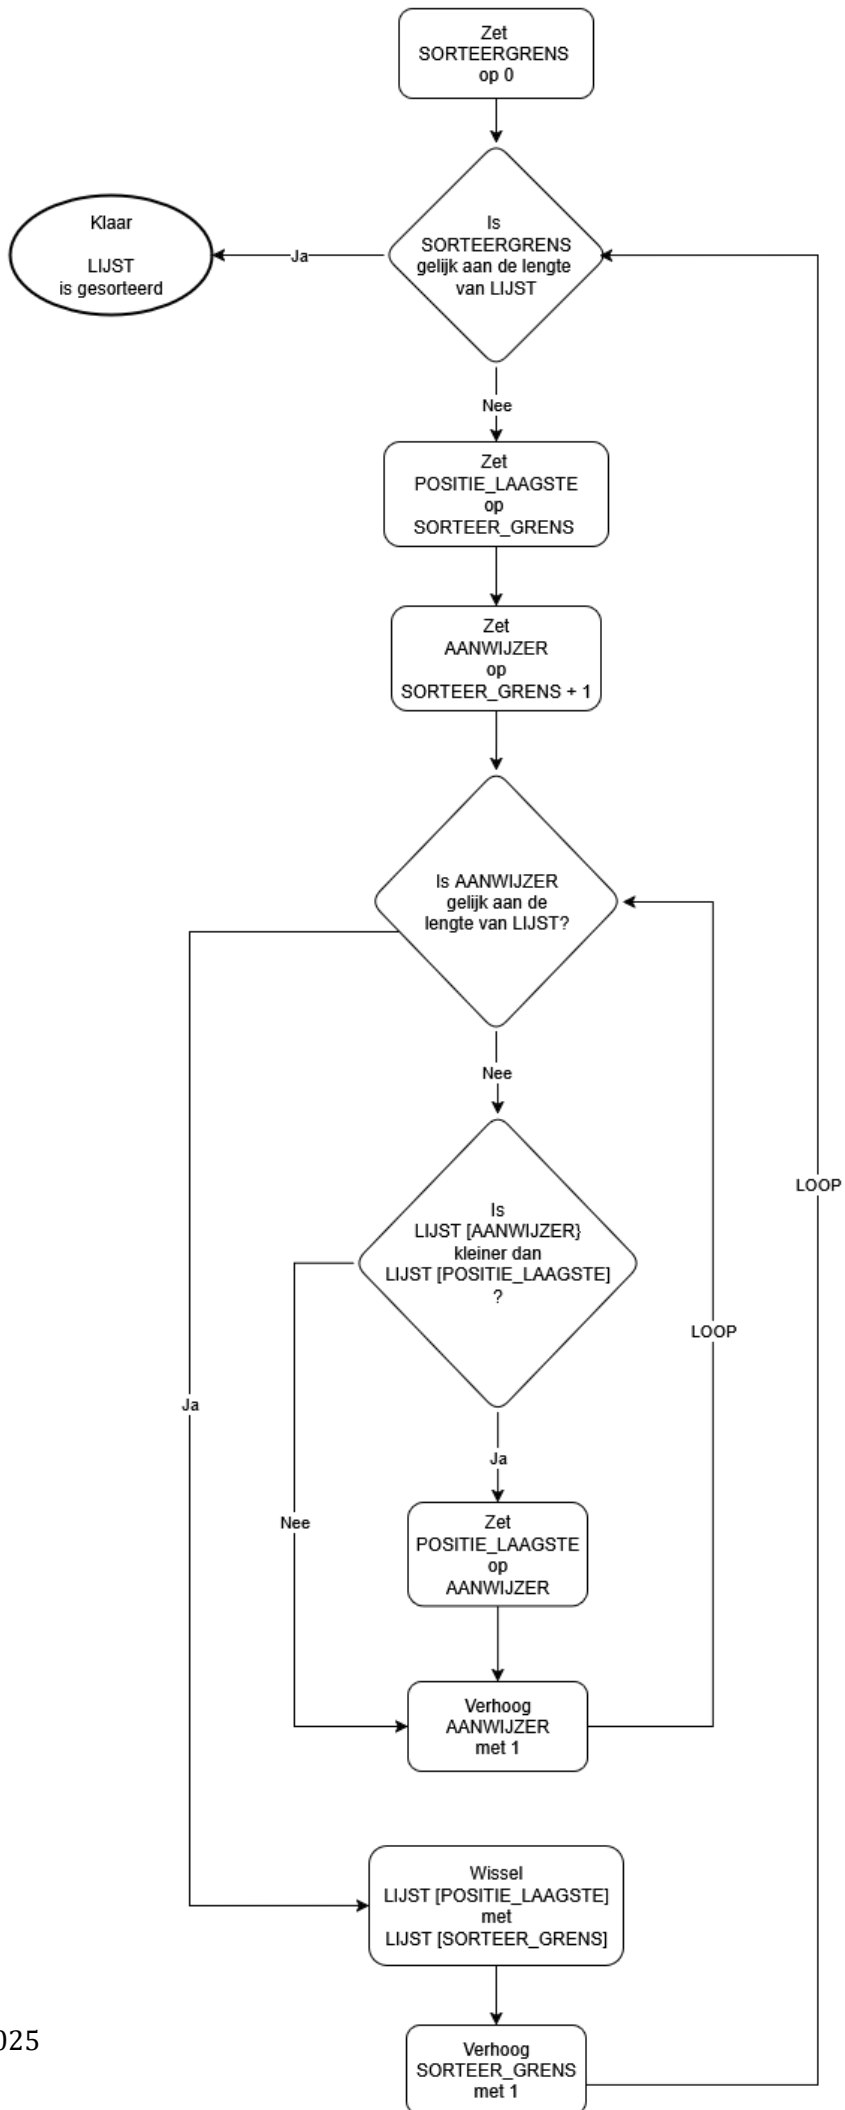 Zet
SORTEERGRENS
op 0
Is
SORTEERGRENS
gelijk aan de lengte
van LIJST
Ja
Klaar
LIJST
is gesorteerd
Nee
Zet
POSITIE_LAAGSTE
op
SORTEER_GRENS
Zet
AANWIJZER
op
SORTEER_GRENS + 1
Is AANWIJZER
gelijk aan de
lengte van LIJST?
Nee
Is
LIJST [AANWIJZER}
kleiner dan
LIJST [POSITIE_LAAGSTE]
?
Ja
Zet
POSITIE_LAAGSTE
op
AANWIJZER
Nee
Verhoog
AANWIJZER
met 1
LOOP
Ja
Wissel
LIJST [POSITIE_LAAGSTE]
met
LIJST [SORTEER_GRENS]
Verhoog
SORTEER_GRENS
met 1
LOOP
025